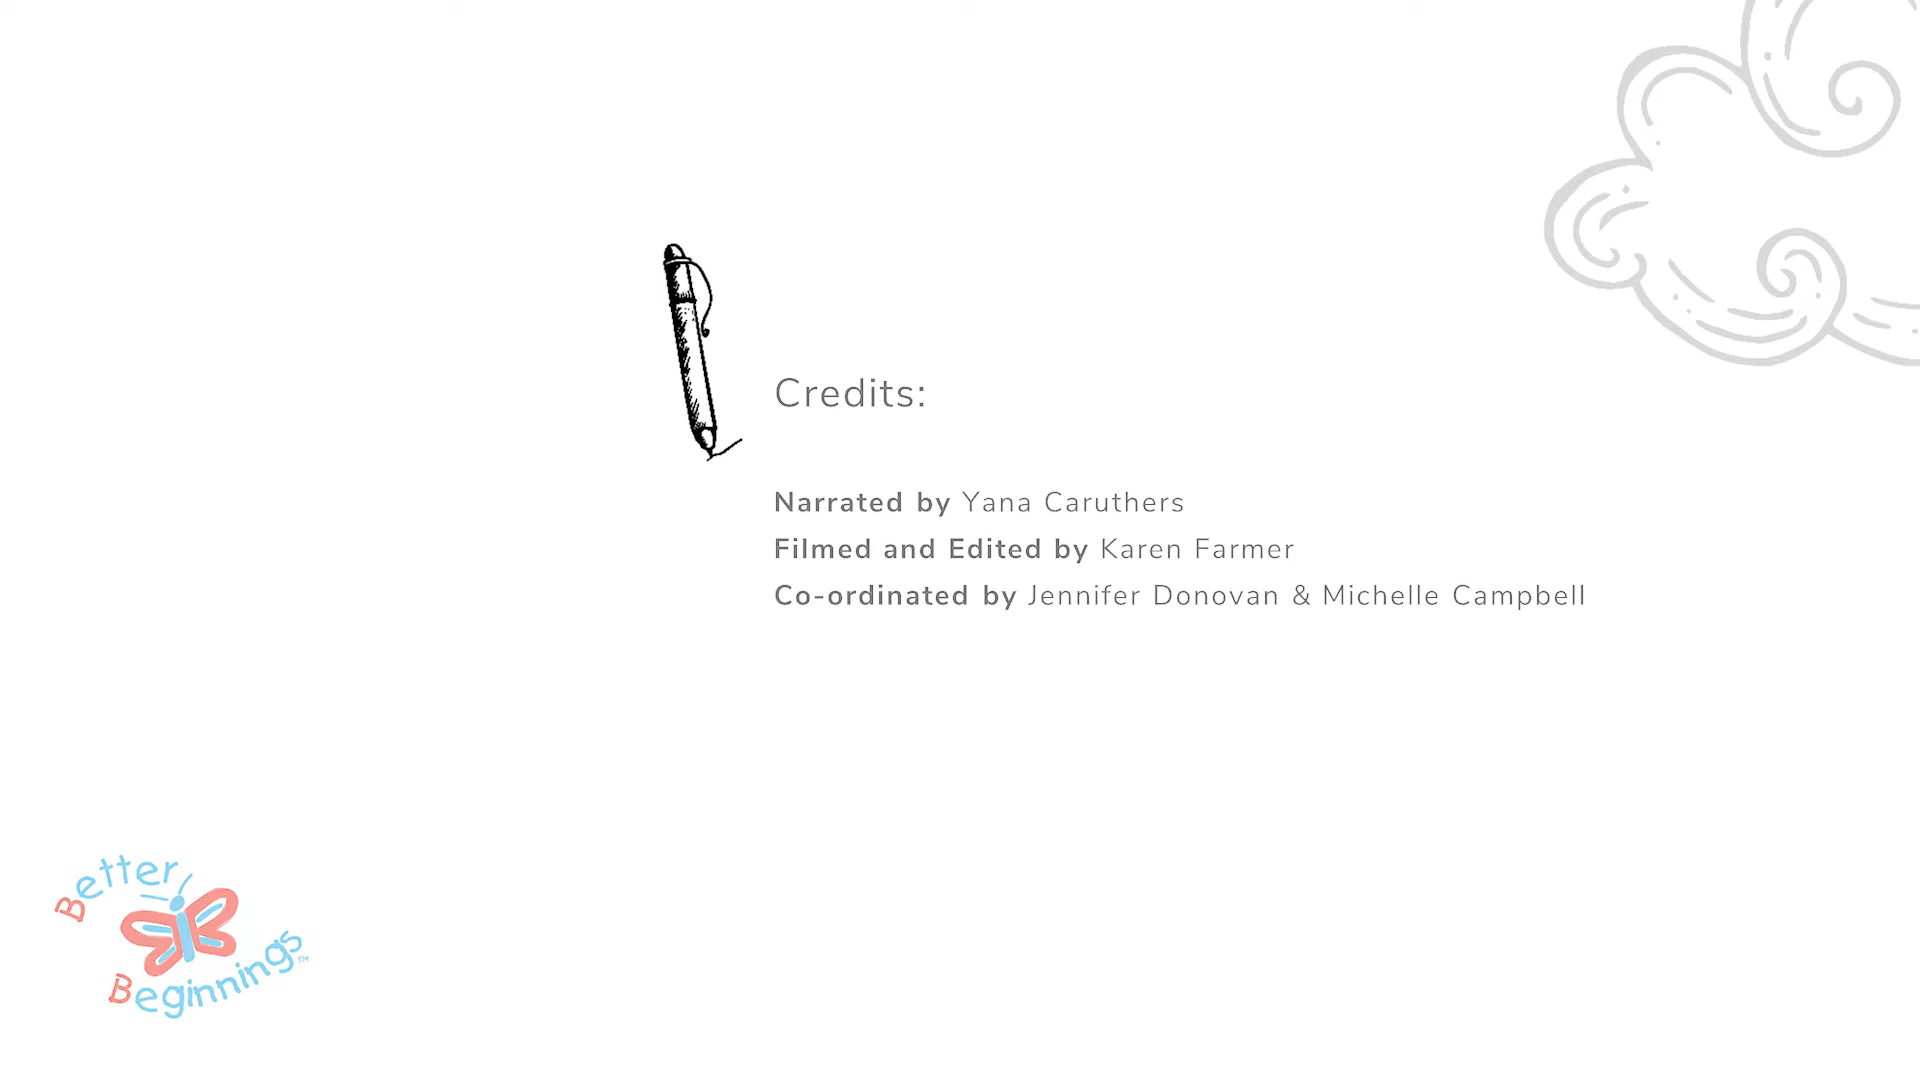 Credits:
Narrated by Yana Caruthers
Filmed and Edited by Karen Farmer
Co-ordinated by Jennifer Donovan & Michelle Campbell
Better
Beginnings™